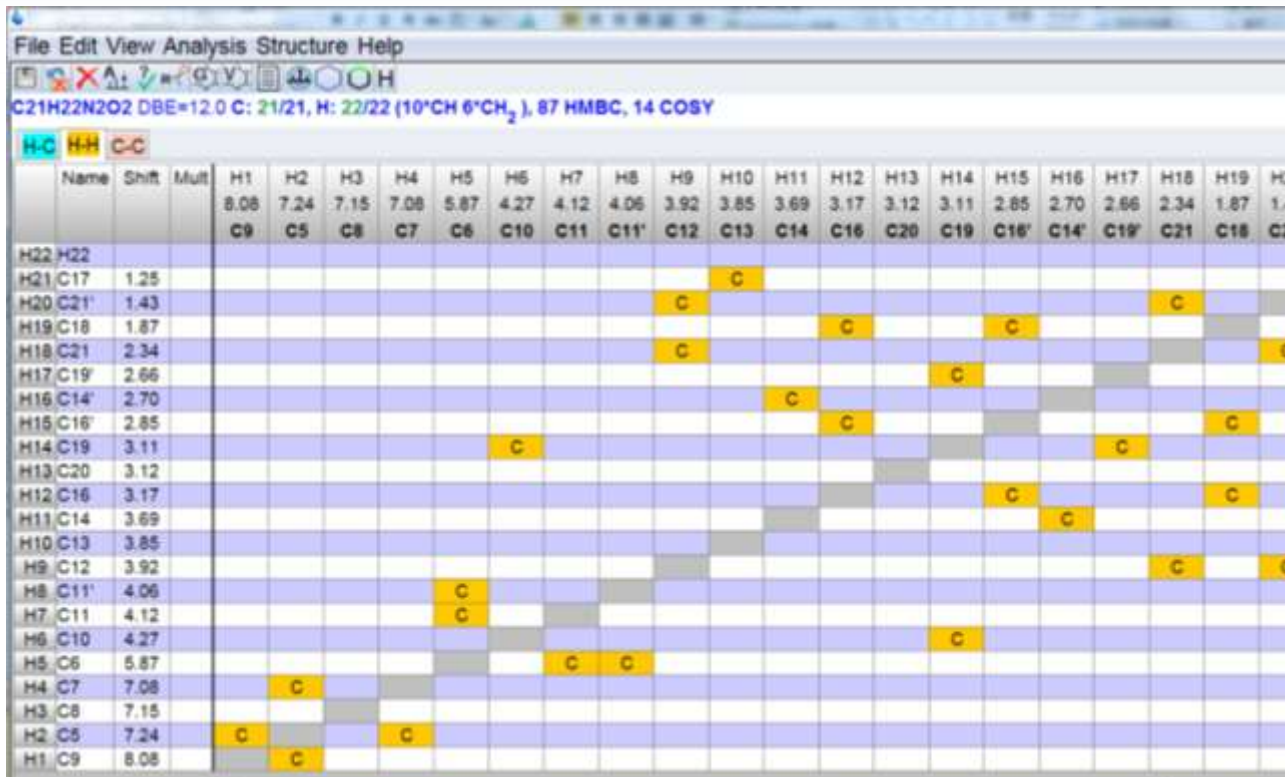 File Edit View Analysis Structure Help
H
C21H22N2O2 DBE=12.0 C: 21/21, H: 22/22 (10*CH 6*CH2 ), 87 HMBC, 14 COSY
H-C H-H C-C
Name Shift Mult H1 H2 H3 H4 H5 H6 H7 H8 H9 H10 H11 H12 H13 H14 H15 H16 H17 H18 H19
8.08 7.24 7.15 7.08 5.87 4.27 4.12 4.06 3.92 3.85 3.69 3.17 3.12 3.11 2.85 2.70 2.66 2.34 1.87
C9 C5 C8 C7 C6 C10 C11 C11' C12 C13 C14 C16 C20 C19 C16' C14' C19' C21 C18
H22 H22
H21 C17 1.25 C
H20 C21' 1.43 C C
H19 C18 1.87 C C
H18 C21 2.34 C
H17 C19' 2.66 C
H16 C14' 2.70 C
H15 C16' 2.85 C C
H14 C19 3.11 C C
H13 C20 3.12
H12 C16 3.17 C C
H11 C14 3.69 C
H10 C13 3.85
H9 C12 3.92 C
H8 C11' 4.06 C
H7 C11 4.12 C
H6 C10 4.27 C
H5 C6 5.87 C C
H4 C7 7.08 C
H3 C8 7.15
H2 C5 7.24 C C
H1 C9 8.08 C